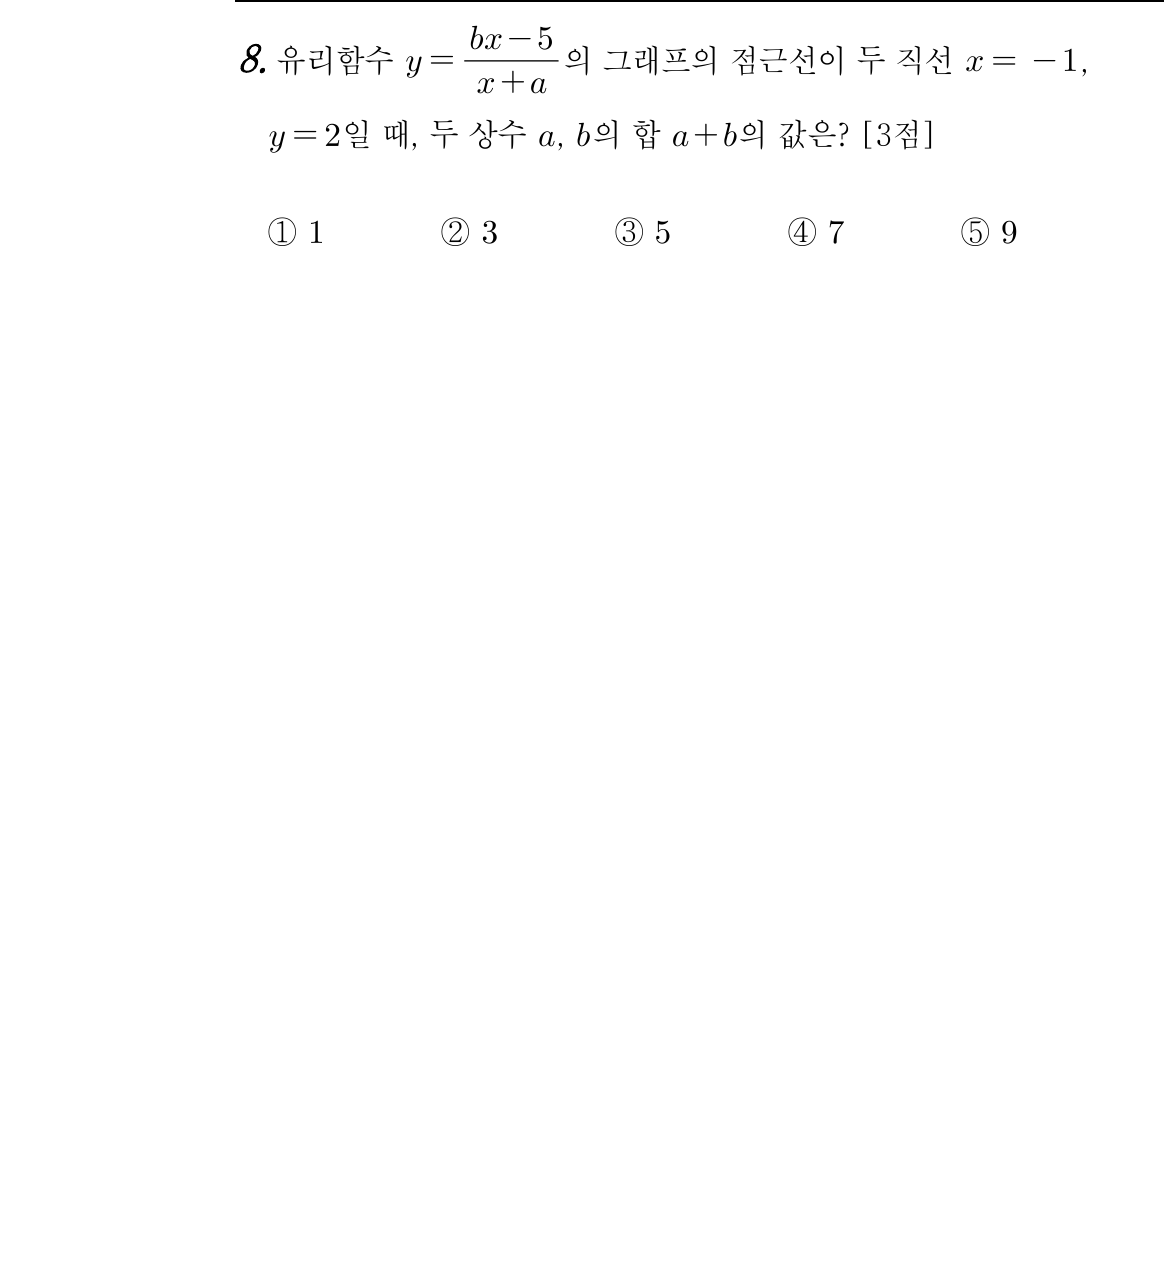 8. 유리함수 y = \frac{bx-5}{x+a}의 그래프의 점근선이 두 직선 x = -1,
y = 2일 때, 두 상수 a, b의 합 a+b의 값은? [3점]
① 1 ② 3 ③ 5 ④ 7 ⑤ 9